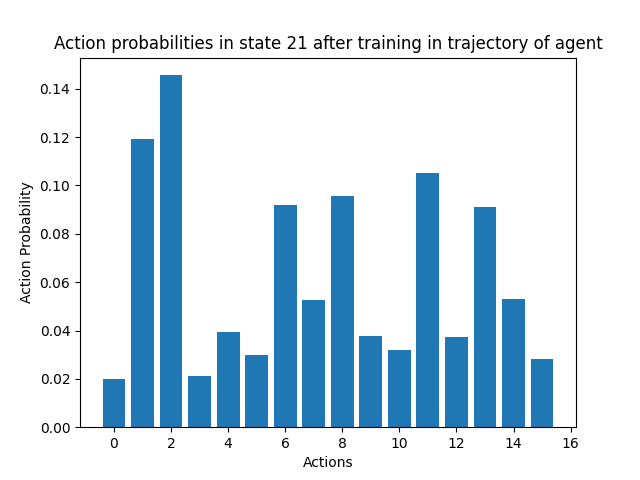 Action probabilities in state 21 after training in trajectory of agent
0.14
0.12
0.10
0.08
0.06
0.04
0.02
0.00
Action Probability
0 2 4 6 8 10 12 14 16
Actions